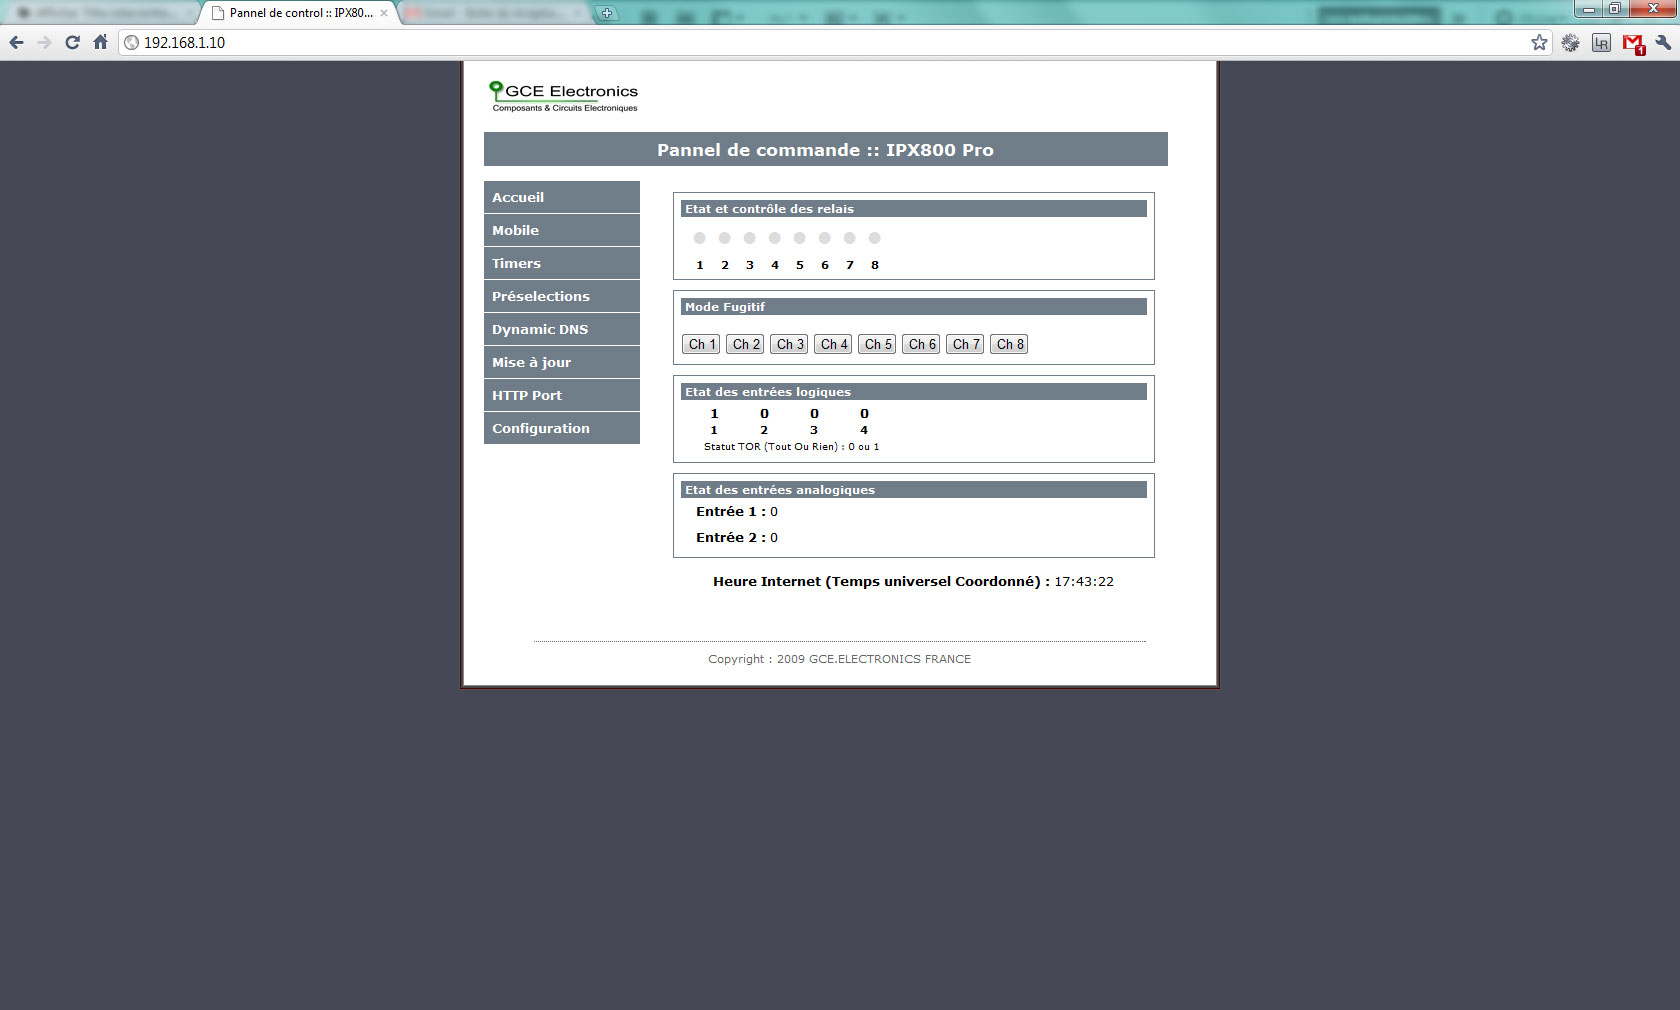 Pannel de control :: IPX80...
192.168.1.10
LR
1
GCE Electronics
Composants & Circuits Electroniques
Pannel de commande :: IPX800 Pro
Accueil
Mobile
Timers
Préselections
Dynamic DNS
Mise à jour
HTTP Port
Configuration
Etat et contrôle des relais
1 2 3 4 5 6 7 8
Mode Fugitif
Ch 1 Ch 2 Ch 3 Ch 4 Ch 5 Ch 6 Ch 7 Ch 8
Etat des entrées logiques
1 0 0 0
1 2 3 4
Statut TOR (Tout Ou Rien) : 0 ou 1
Etat des entrées analogiques
Entrée 1 : 0
Entrée 2 : 0
Heure Internet (Temps universel Coordonné) : 17:43:22
Copyright : 2009 GCE.ELECTRONICS FRANCE